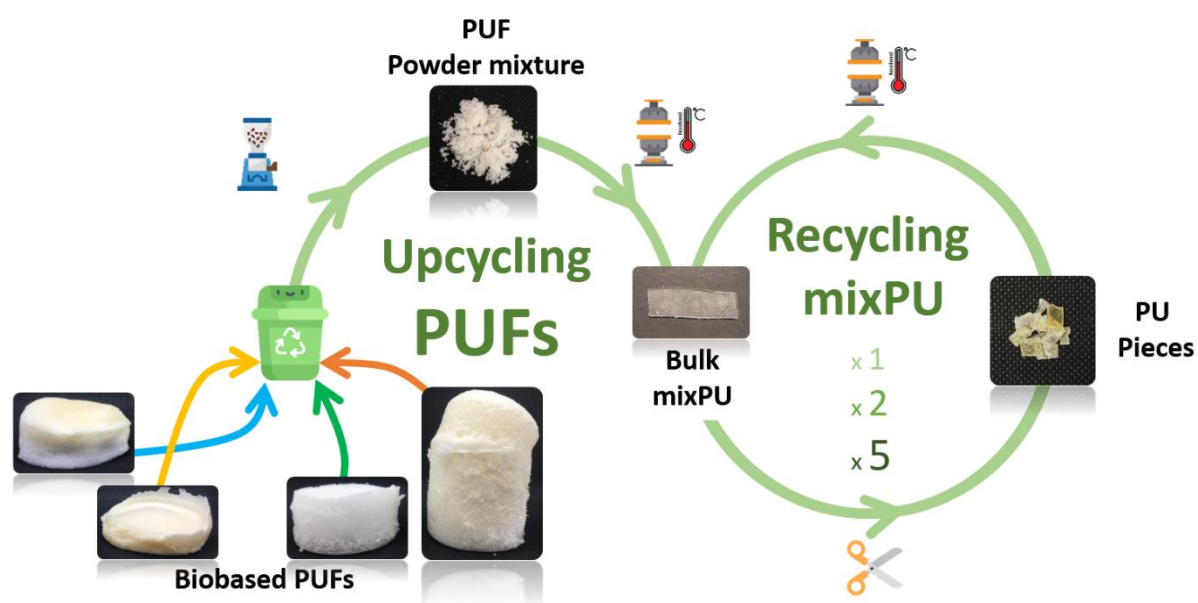 PUF
Powder mixture
°C
°C
Upcycling
PUFs
Recycling
mixPU
Bulk
mixPU
PU
Pieces
x 1
x 2
x 5
Biobased PUFs